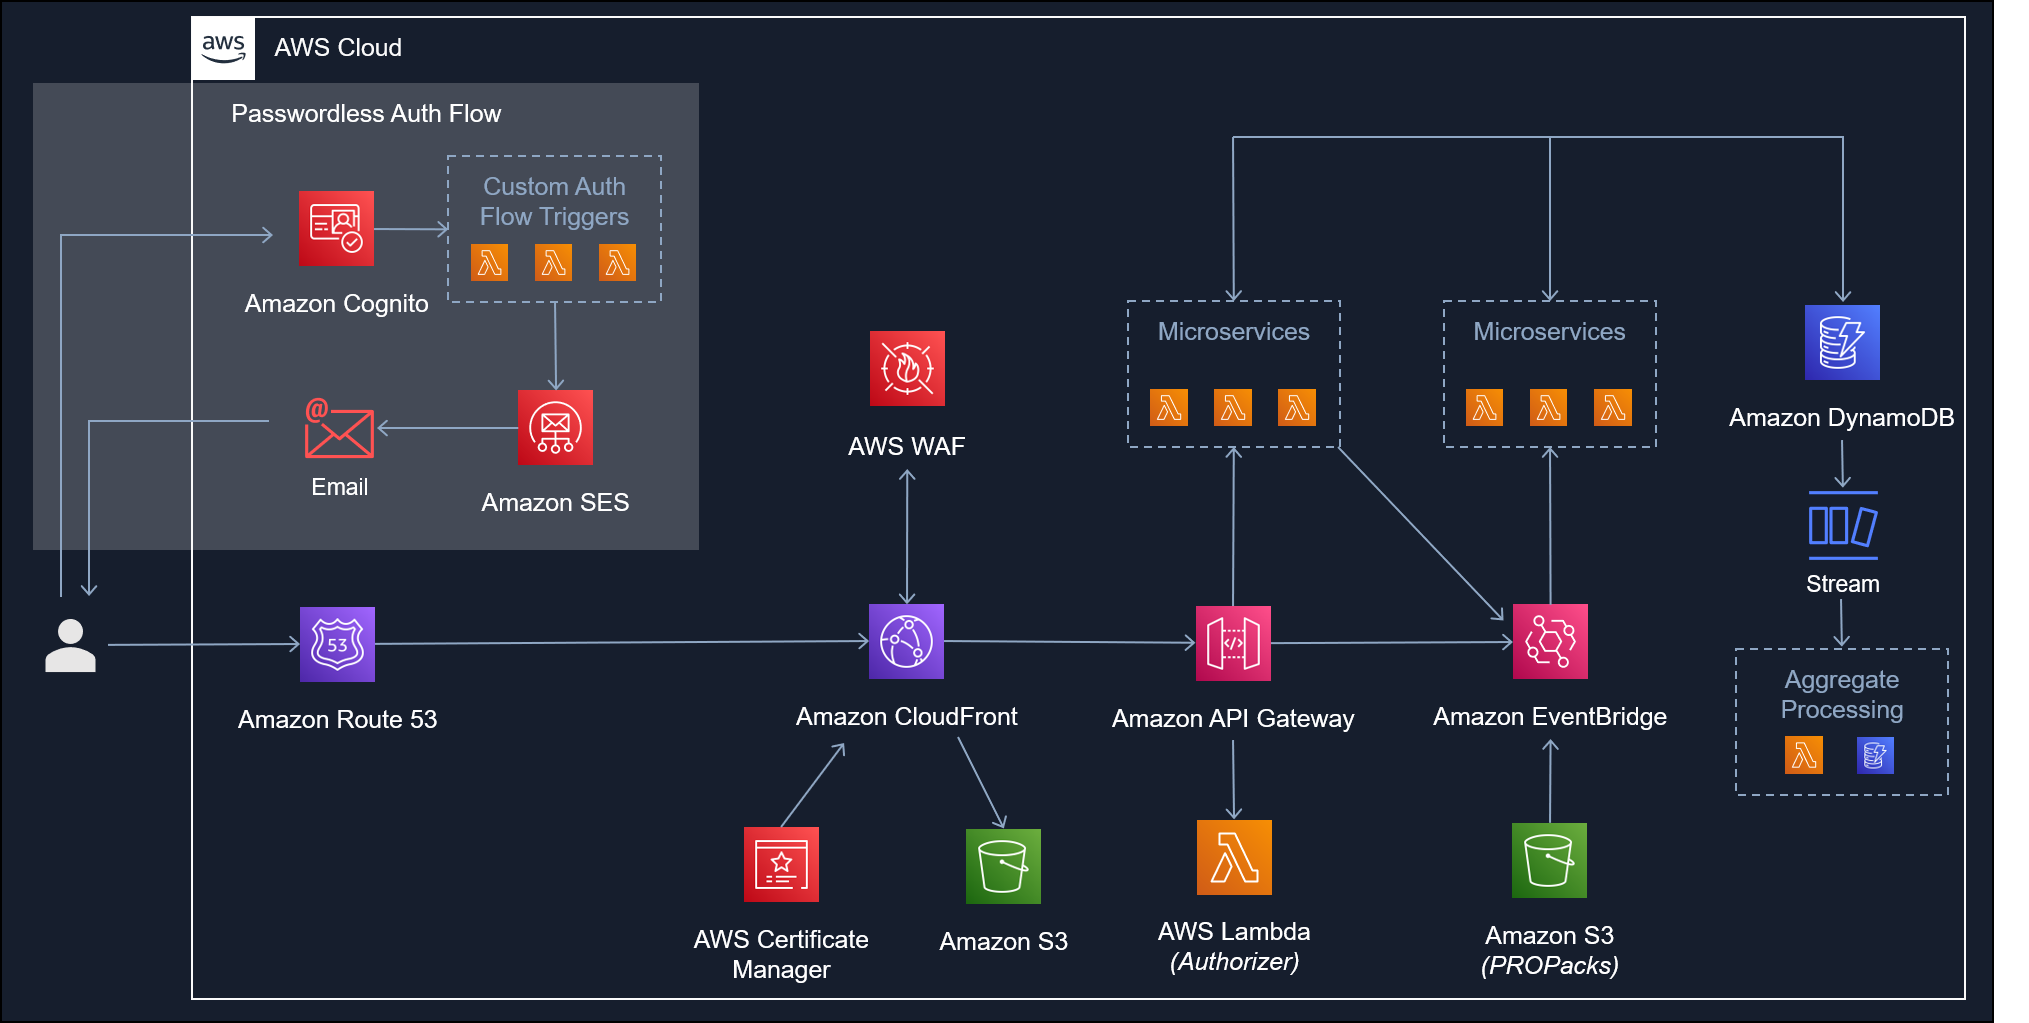 aws
AWS Cloud
Passwordless Auth Flow
Custom Auth
Flow Triggers
Amazon Cognito
@
Email
Amazon SES
AWS WAF
Microservices
Microservices
Amazon DynamoDB
Stream
Aggregate
Processing
53
Amazon Route 53
Amazon CloudFront
</>
Amazon API Gateway
Amazon EventBridge
AWS Certificate
Manager
Amazon S3
AWS Lambda
(Authorizer)
Amazon S3
(PROPacks)